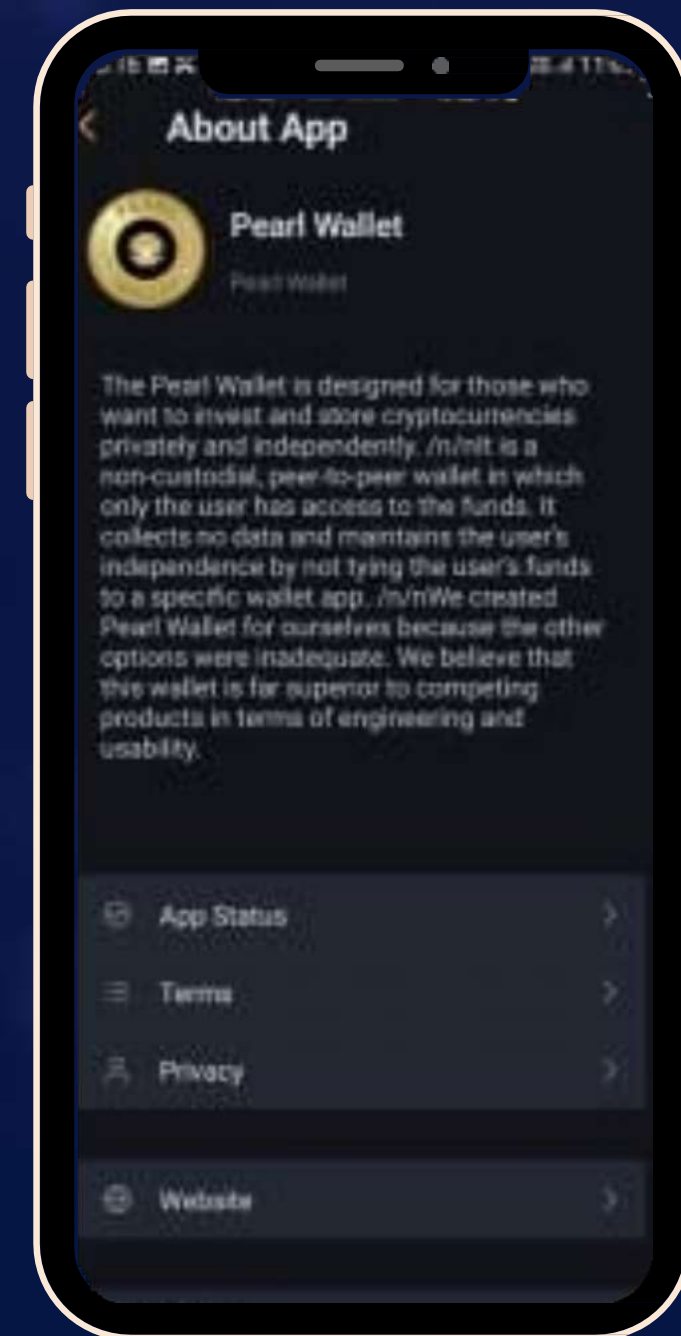 About App
Pearl Wallet
Pearl Wallet
The Pearl Wallet is designed for those who
want to invest and store cryptocurrencies
privately and independently. /n/nIt is a
non-custodial, peer-to-peer wallet in which
only the user has access to the funds. It
collects no data and maintains the user's
independence by not tying the user's funds
to a specific wallet app. /n/nWe created
Pearl Wallet for ourselves because the other
options were inadequate. We believe that
this wallet is far superior to competing
products in terms of engineering and
usability.
App Status
Terms
Privacy
Website